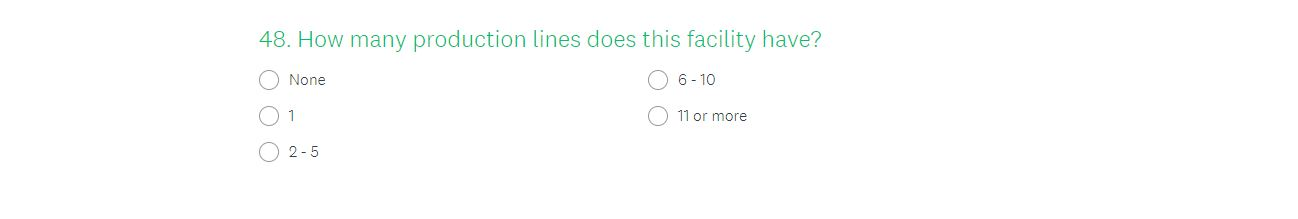 48. How many production lines does this facility have?
None
1
2 - 5
6 - 10
11 or more